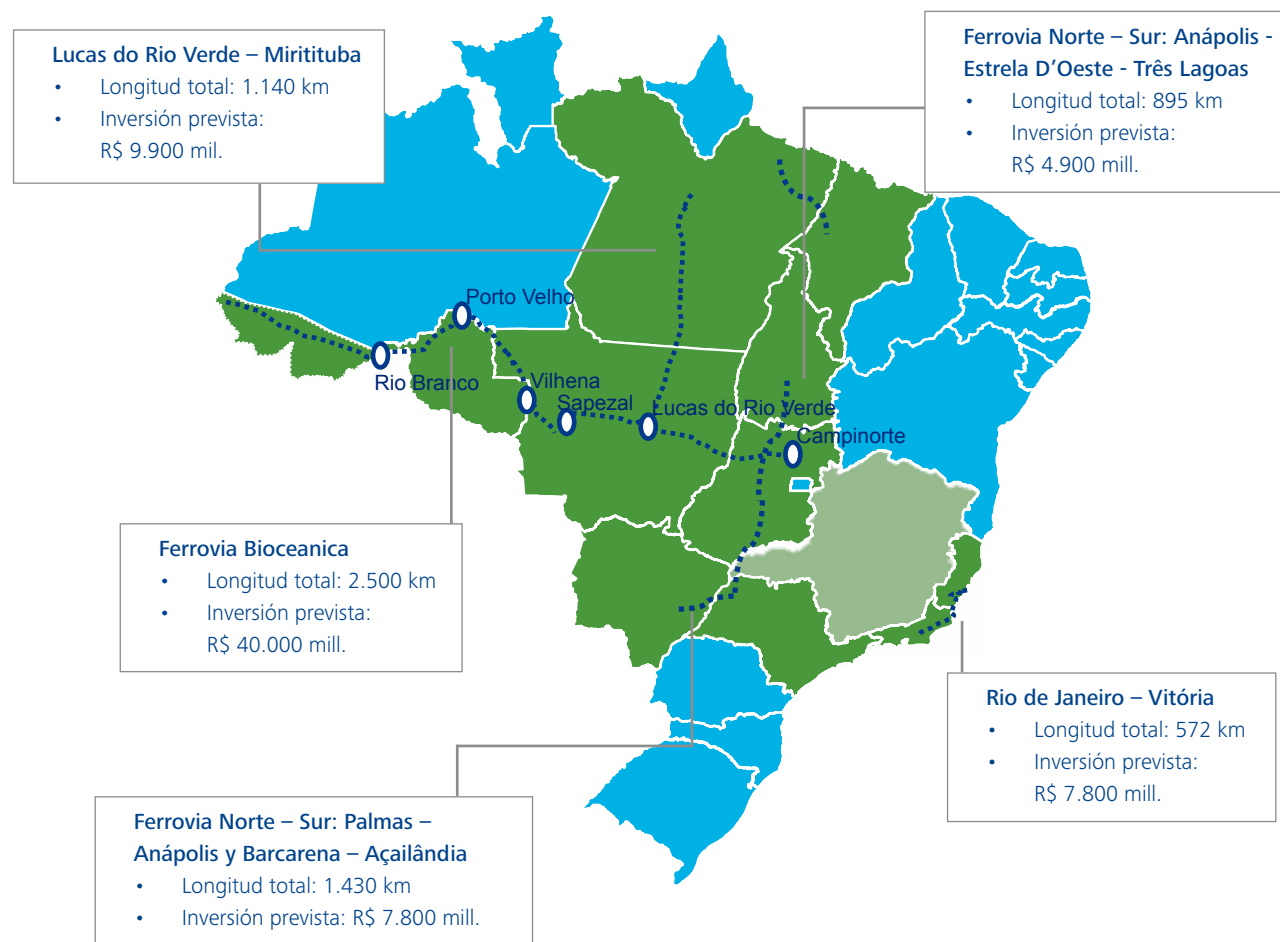 Lucas do Rio Verde – Miritituba
• Longitud total: 1.140 km
• Inversión prevista:
R$ 9.900 mil.
Ferrovia Norte – Sur: Anápolis -
Estrela D’Oeste - Três Lagoas
• Longitud total: 895 km
• Inversión prevista:
R$ 4.900 mill.
Porto Velho
Rio Branco
Vilhena
Sapezal
Lucas do Rio Verde
Campinorte
Ferrovia Bioceanica
• Longitud total: 2.500 km
• Inversión prevista:
R$ 40.000 mill.
Rio de Janeiro – Vitória
• Longitud total: 572 km
• Inversión prevista:
R$ 7.800 mill.
Ferrovia Norte – Sur: Palmas –
Anápolis y Barcarena – Açailândia
• Longitud total: 1.430 km
• Inversión prevista: R$ 7.800 mill.